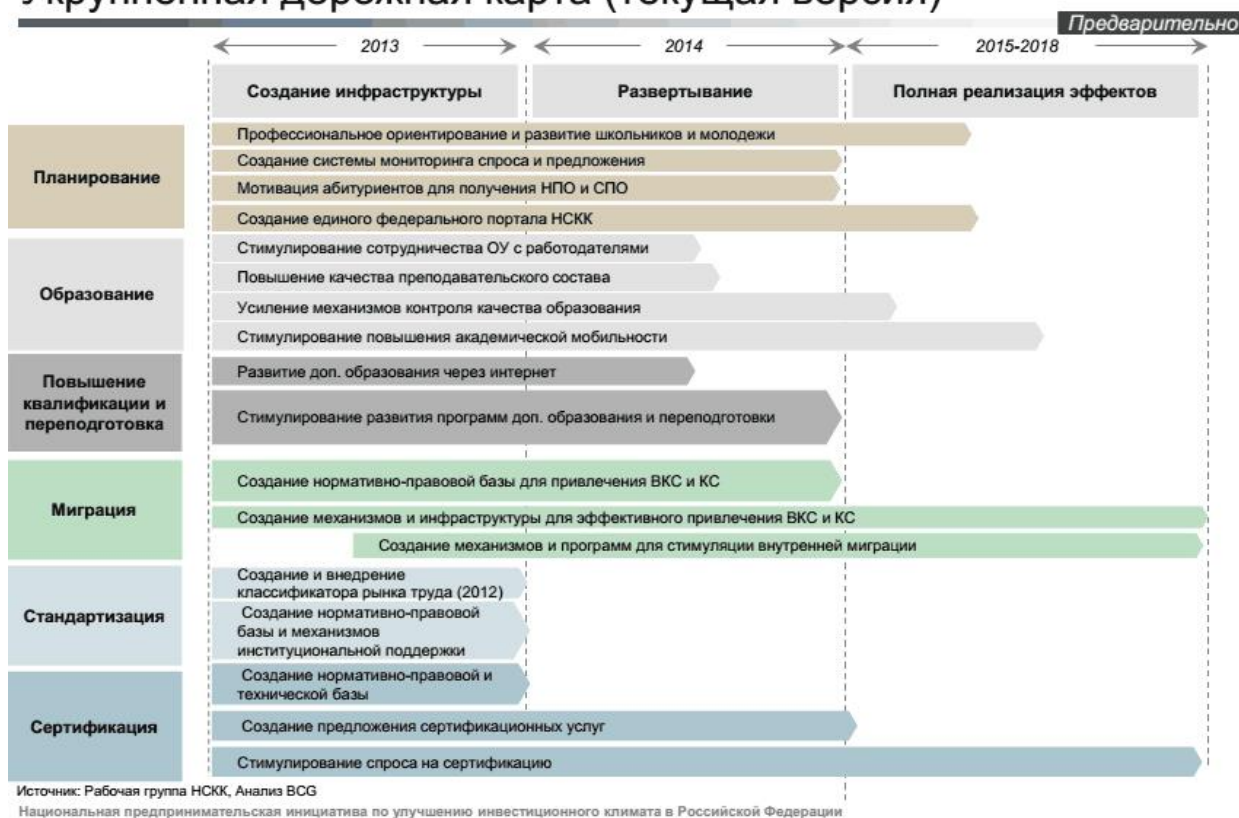 Укрупненная дорожная карта (текущая версия)
Предварительно
2013
2014
2015-2018
Создание инфраструктуры
Развертывание
Полная реализация эффектов
Планирование
Профессиональное ориентирование и развитие школьников и молодежи
Создание системы мониторинга спроса и предложения
Мотивация абитуриентов для получения НПО и СПО
Создание единого федерального портала НСКК
Образование
Стимулирование сотрудничества ОУ с работодателями
Повышение качества преподавательского состава
Усиление механизмов контроля качества образования
Стимулирование повышения академической мобильности
Повышение
квалификации и
переподготовка
Развитие доп. образования через интернет
Стимулирование развития программ доп. образования и переподготовки
Миграция
Создание нормативно-правовой базы для привлечения ВКС и КС
Создание механизмов и инфраструктуры для эффективного привлечения ВКС и КС
Создание механизмов и программ для стимуляции внутренней миграции
Стандартизация
Создание и внедрение
классификатора рынка труда (2012)
Создание нормативно-правовой
базы и механизмов
институциональной поддержки
Сертификация
Создание нормативно-правовой и
технической базы
Создание предложения сертификационных услуг
Стимулирование спроса на сертификацию
Источник: Рабочая группа НСКК, Анализ BCG
Национальная предпринимательская инициатива по улучшению инвестиционного климата в Российской Федерации